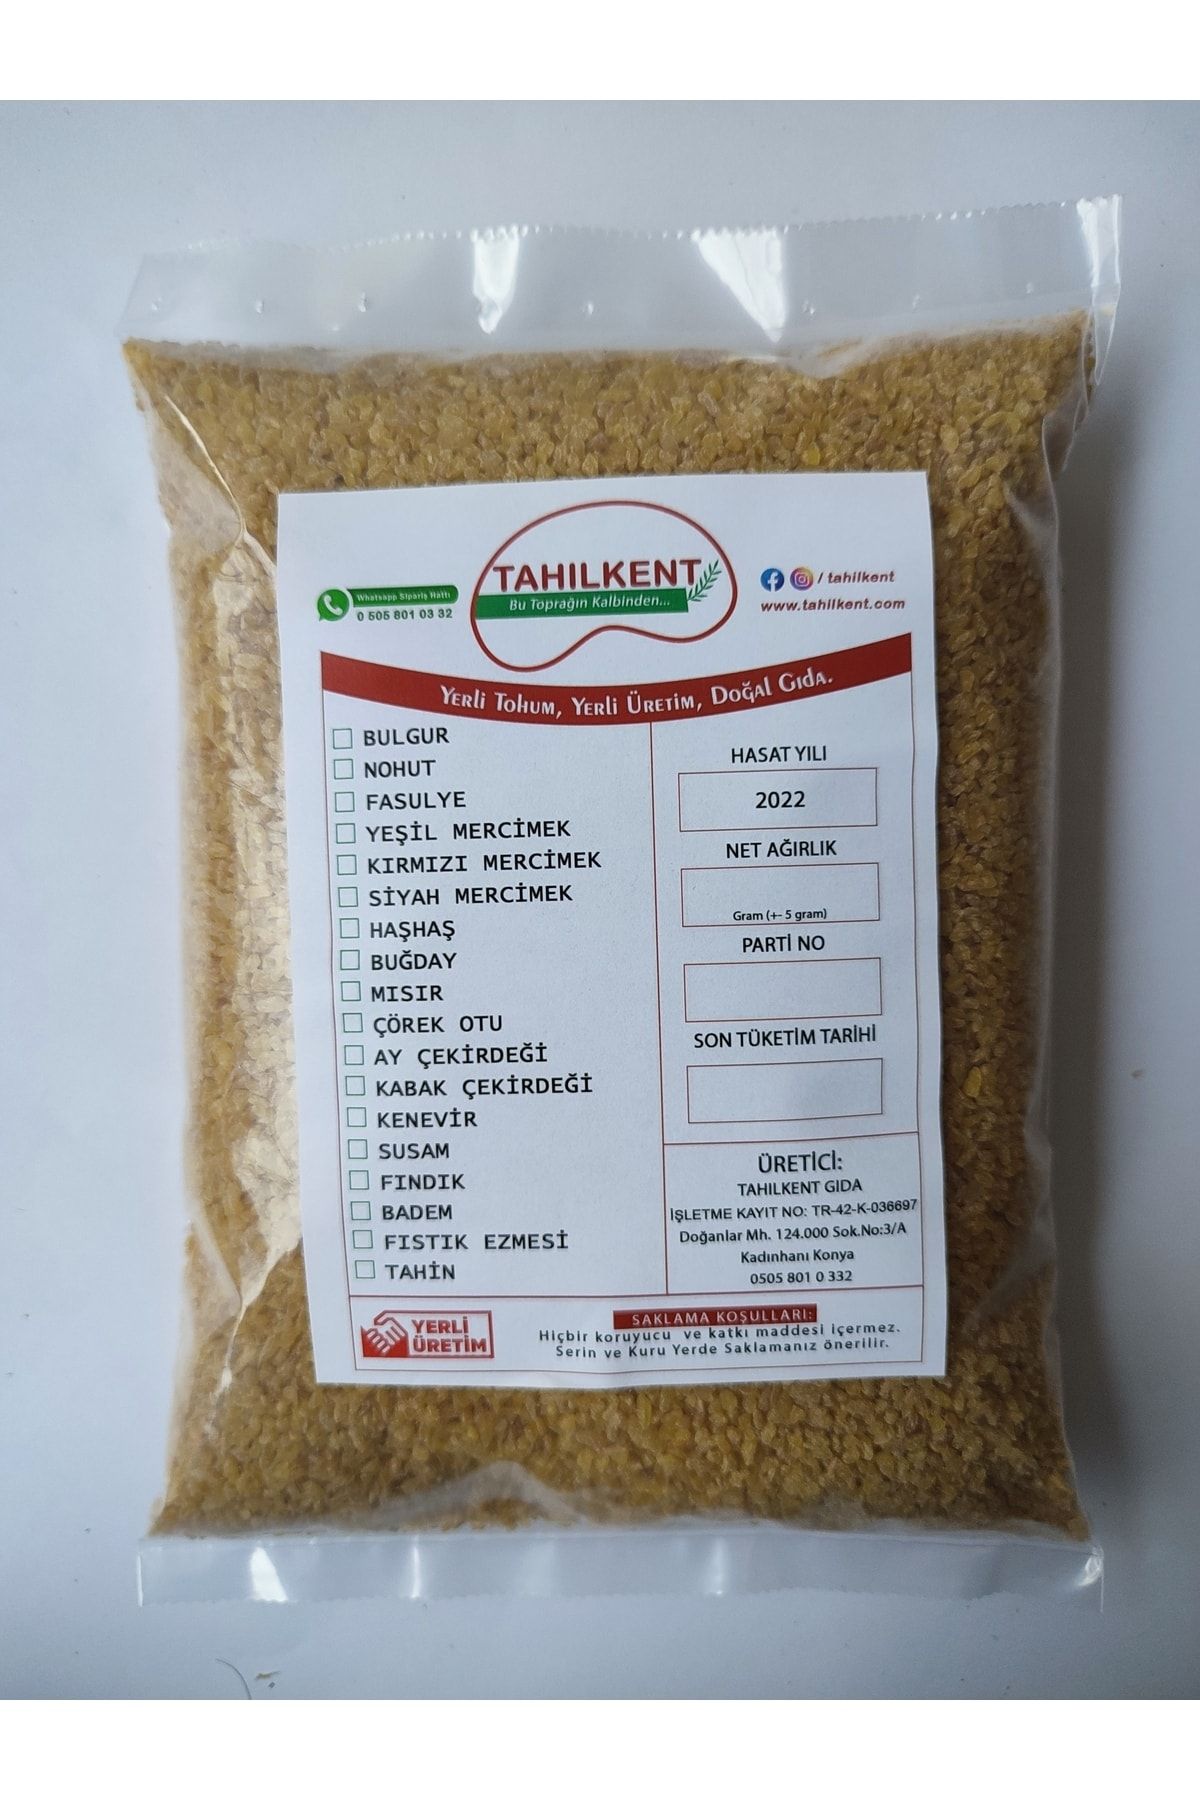 TAHILKENT
Bu Toprağın Kalbinden...
Whatsapp Sipariş Hattı
0 505 801 03 32
/ tahilkent
www.tahilkent.com
Yerli Tohum, Yerli Üretim, Doğal Gıda.
BULGUR
NOHUT
FASULYE
YEŞİL MERCİMEK
KIRMIZI MERCİMEK
SİYAH MERCİMEK
HAŞHAŞ
BUĞDAY
MISIR
ÇÖREK OTU
AY ÇEKİRDEĞİ
KABAK ÇEKİRDEĞİ
KENEVİR
SUSAM
FINDIK
BADEM
FISTIK EZMESİ
TAHİN
HASAT YILI
2022
NET AĞIRLIK
Gram (+- 5 gram)
PARTİ NO
SON TÜKETİM TARİHİ
ÜRETİCİ:
TAHILKENT GIDA
İŞLETME KAYIT NO: TR-42-K-036697
Doğanlar Mh. 124.000 Sok.No:3/A
Kadınhanı Konya
0505 801 0 332
YERLİ
ÜRETİM
SAKLAMA KOŞULLARI:
Hiçbir koruyucu ve katkı maddesi içermez.
Serin ve Kuru Yerde Saklamanız önerilir.